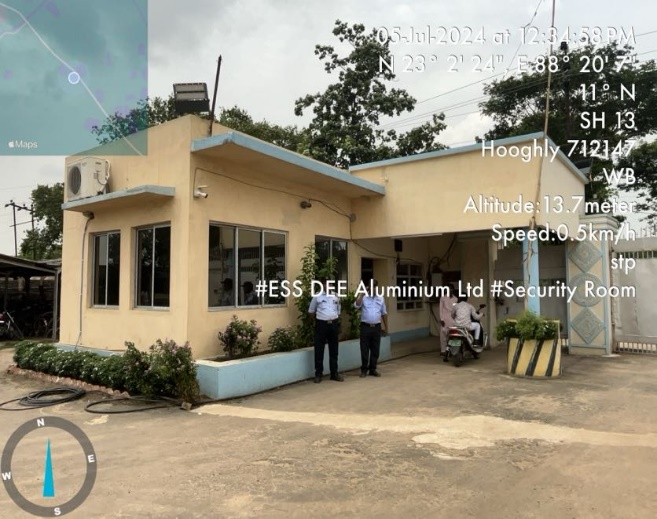 05-Jul-2024 at 12:34:58 PM
N 23° 2' 24" E 88° 20' 7"
11° N
SH 13
Hooghly 712147
WB
Altitude:13.7meter
Speed:0.5km/h
stp
#ESS DEE Aluminium Ltd #Security Room
Maps
N
W E
S